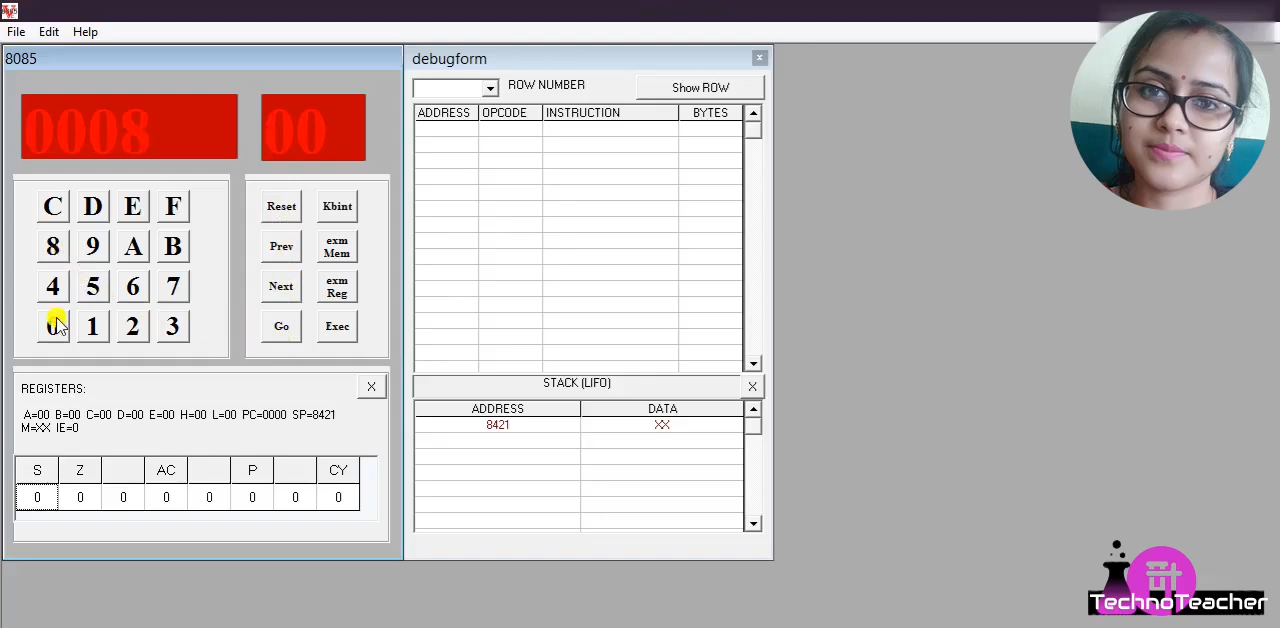 8085
File Edit Help
8085
debugform x
ROW NUMBER Show ROW
0008 00
ADDRESS OPCODE INSTRUCTION BYTES
C D E F
8 9 A B
4 5 6 7
0 1 2 3
Reset Kbint
Prev exm Mem
Next exm Reg
Go Exec
STACK (LIFO) X
ADDRESS DATA
8421 XX
REGISTERS: X
A=00 B=00 C=00 D=00 E=00 H=00 L=00 PC=0000 SP=8421
M=XX IE=0
S Z AC P CY
0 0 0 0 0 0 0 0
TechnoTeacher